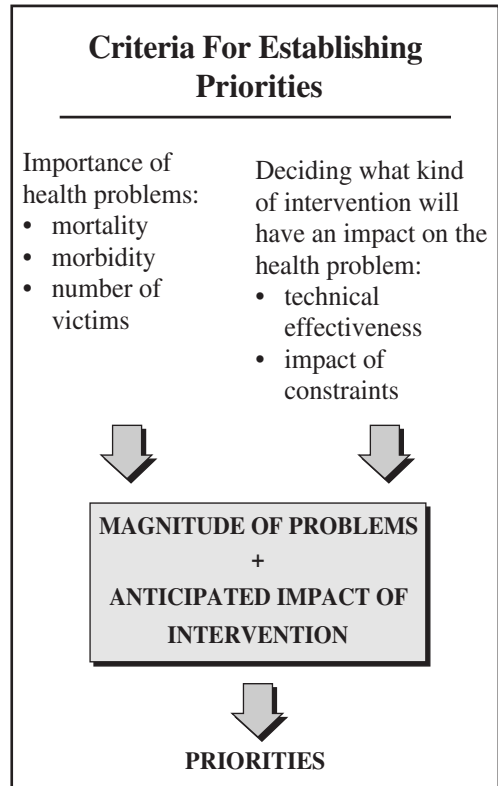 Criteria For Establishing
Priorities
Importance of
health problems:
• mortality
• morbidity
• number of
victims
Deciding what kind
of intervention will
have an impact on the
health problem:
• technical
effectiveness
• impact of
constraints
MAGNITUDE OF PROBLEMS
+
ANTICIPATED IMPACT OF
INTERVENTION
PRIORITIES